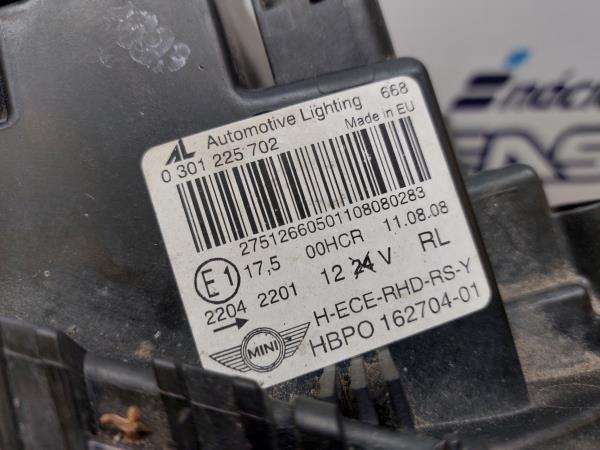 AL Automotive Lighting 668
0 301 225 702 Made in EU
27512660501108080283
E1 17,5 00HCR 11.08.08
2204 2201 12 24 V RL
MINI H-ECE-RHD-RS-Y
HBPO 162704-01